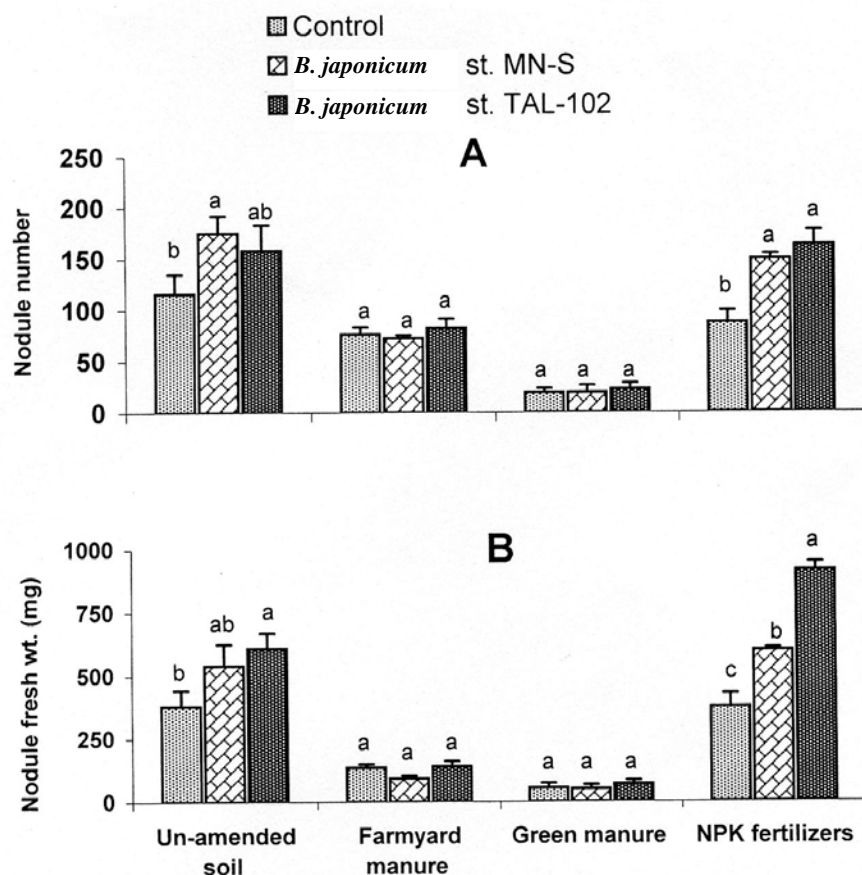 Control
B. japonicum st. MN-S
B. japonicum st. TAL-102
A
Nodule number
250
200
150
100
50
0
b a ab
a a a
a a a
b a a
B
Nodule fresh wt. (mg)
1000
750
500
250
0
b ab a
a a a
a a a
c b a
Un-amended soil
Farmyard manure
Green manure
NPK fertilizers